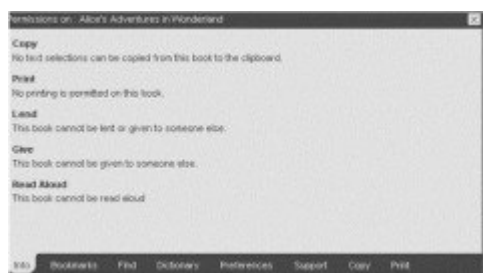 Permissions on : Alice's Adventures in Wonderland
Copy
No text selections can be copied from this book to the clipboard.
Print
No printing is permitted on this book.
Lend
This book cannot be lent or given to someone else.
Give
This book cannot be given to someone else.
Read Aloud
This book cannot be read aloud
Info Bookmarks Find Dictionary Preferences Support Copy Print